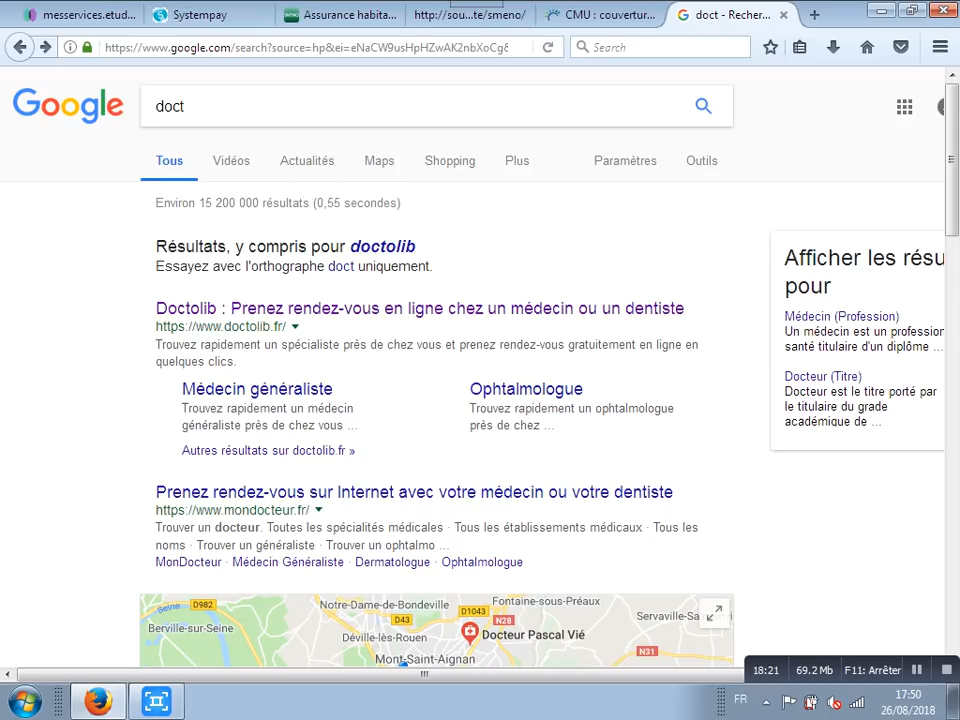 messervices.etud...
Systempay
Assurance habita...
http://sou...te/smeno/
CMU : couvertur...
doct - Recher...
https://www.google.com/search?source=hp&ei=eNaCW9usHpHZwAK2nbXoCg&
Search
Google
doct
Tous Vidéos Actualités Maps Shopping Plus Paramètres Outils
Environ 15 200 000 résultats (0,55 secondes)
Résultats, y compris pour doctolib
Essayez avec l'orthographe doct uniquement.
Doctolib : Prenez rendez-vous en ligne chez un médecin ou un dentiste
https://www.doctolib.fr/
Trouvez rapidement un spécialiste près de chez vous et prenez rendez-vous gratuitement en ligne en
quelques clics.
Médecin généraliste
Trouvez rapidement un médecin
généraliste près de chez vous ...
Ophtalmologue
Trouvez rapidement un ophtalmologue
près de chez ...
Autres résultats sur doctolib.fr »
Prenez rendez-vous sur Internet avec votre médecin ou votre dentiste
https://www.mondocteur.fr/
Trouver un docteur. Toutes les spécialités médicales · Tous les établissements médicaux · Tous les
noms · Trouver un généraliste · Trouver un ophtalmo ...
MonDocteur · Médecin Généraliste · Dermatologue · Ophtalmologue
Afficher les résu
pour
Médecin (Profession)
Un médecin est un profession
santé titulaire d'un diplôme ...
Docteur (Titre)
Docteur est le titre porté par
le titulaire du grade
académique de ...
Seine
D982
Notre-Dame-de-Bondeville
Fontaine-sous-Préaux
D1043
D43
N28
Servaville-Sa
Berville-sur-Seine
Déville-lès-Rouen
Docteur Pascal Vié
N31
Mont-Saint-Aignan
18:21 69.2 Mb F11: Arrêter
FR
17:50
26/08/2018